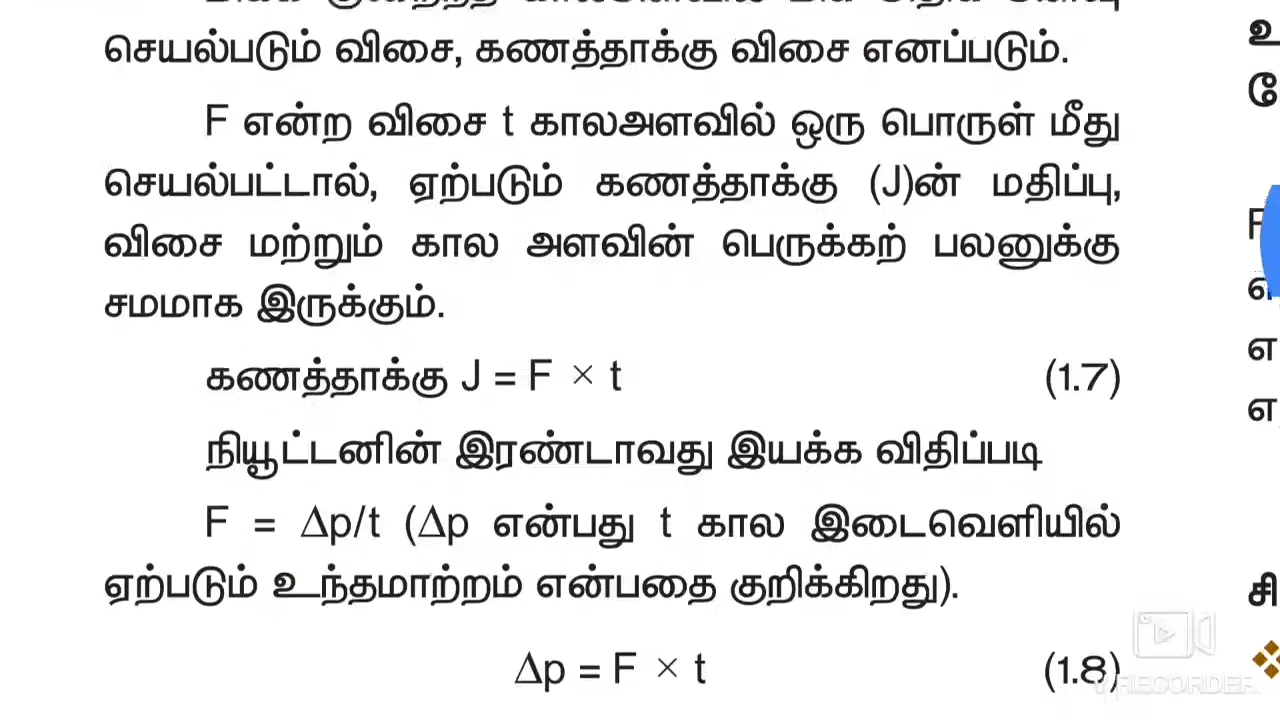 செயல்படும் விசை, கணத்தாக்கு விசை எனப்படும்.
F என்ற விசை t காலஅளவில் ஒரு பொருள் மீது
செயல்பட்டால், ஏற்படும் கணத்தாக்கு (J)ன் மதிப்பு,
விசை மற்றும் கால அளவின் பெருக்கற் பலனுக்கு
சமமாக இருக்கும்.
கணத்தாக்கு J = F × t (1.7)
நியூட்டனின் இரண்டாவது இயக்க விதிப்படி
F = Δp/t (Δp என்பது t கால இடைவெளியில்
ஏற்படும் உந்தமாற்றம் என்பதை குறிக்கிறது).
Δp = F × t (1.8)
RECORDER